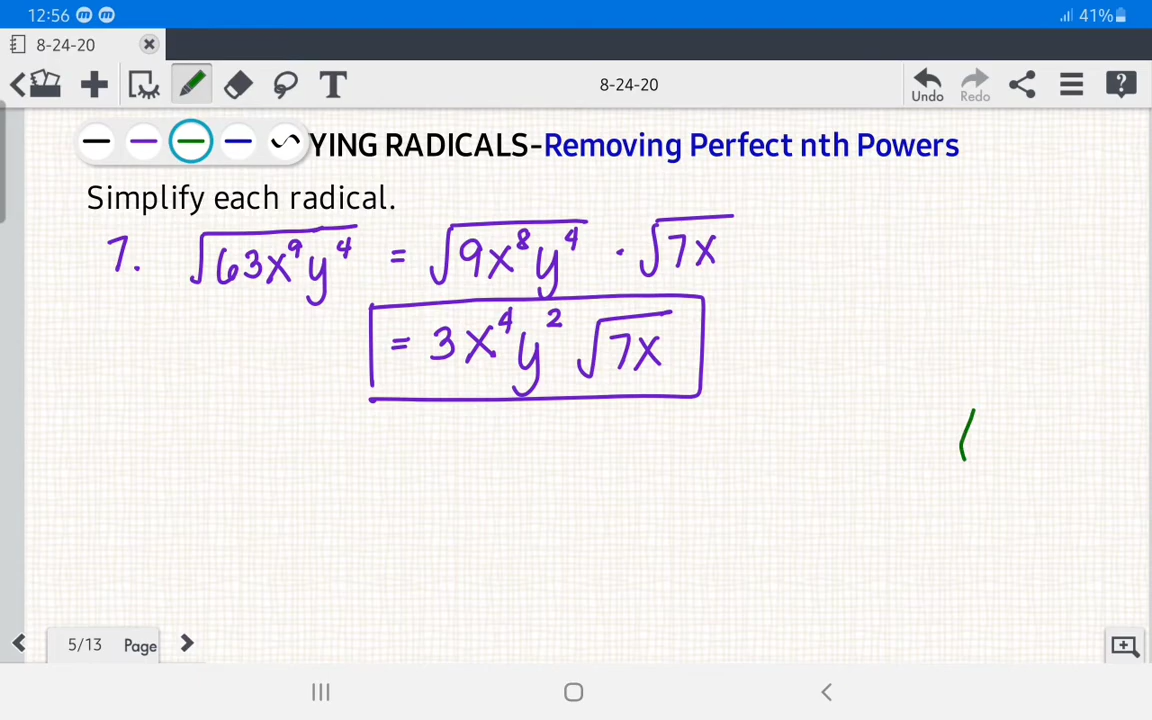 12:56 m m 41%
8-24-20
T 8-24-20 Undo Redo ?
YING RADICALS-Removing Perfect nth Powers
Simplify each radical.
7. √63x⁹y⁴ = √9x⁸y⁴ · √7x
= 3x⁴y² √7x
(
5/13 Page